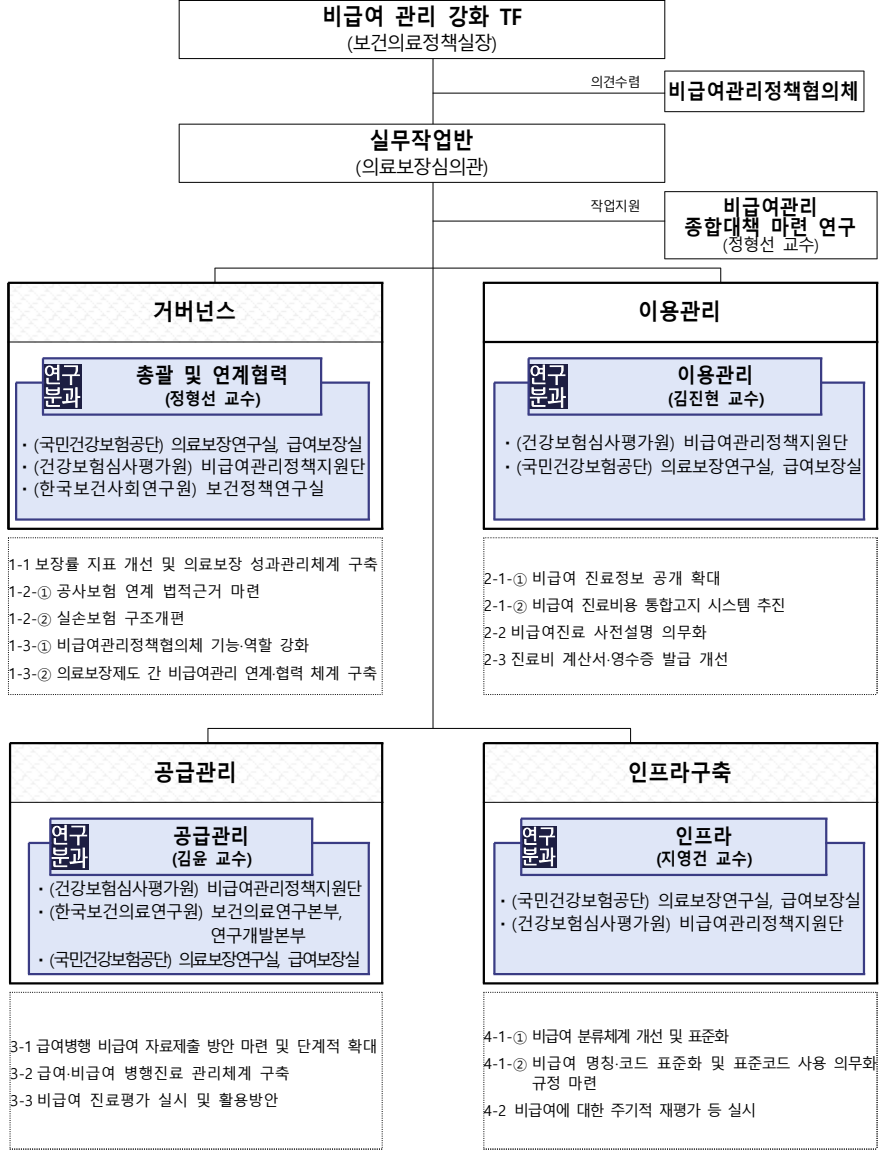 비급여 관리 강화 TF
(보건의료정책실장)
의견수렴
비급여관리정책협의체
실무작업반
(의료보장심의관)
작업지원
비급여관리
종합대책 마련 연구
(정형선 교수)
거버넌스
연구
분과
총괄 및 연계협력
(정형선 교수)
・(국민건강보험공단) 의료보장연구실, 급여보장실
・(건강보험심사평가원) 비급여관리정책지원단
・(한국보건사회연구원) 보건정책연구실
1-1 보장률 지표 개선 및 의료보장 성과관리체계 구축
1-2-① 공사보험 연계 법적근거 마련
1-2-② 실손보험 구조개편
1-3-① 비급여관리정책협의체 기능·역할 강화
1-3-② 의료보장제도 간 비급여관리 연계·협력 체계 구축
이용관리
연구
분과
이용관리
(김진현 교수)
・(건강보험심사평가원) 비급여관리정책지원단
・(국민건강보험공단) 의료보장연구실, 급여보장실
2-1-① 비급여 진료정보 공개 확대
2-1-② 비급여 진료비용 통합고지 시스템 추진
2-2 비급여진료 사전설명 의무화
2-3 진료비 계산서·영수증 발급 개선
공급관리
연구
분과
공급관리
(김윤 교수)
・(건강보험심사평가원) 비급여관리정책지원단
・(한국보건의료연구원) 보건의료연구본부,
연구개발본부
・(국민건강보험공단) 의료보장연구실, 급여보장실
3-1 급여병행 비급여 자료제출 방안 마련 및 단계적 확대
3-2 급여·비급여 병행진료 관리체계 구축
3-3 비급여 진료평가 실시 및 활용방안
인프라구축
연구
분과
인프라
(지영건 교수)
・(국민건강보험공단) 의료보장연구실, 급여보장실
・(건강보험심사평가원) 비급여관리정책지원단
4-1-① 비급여 분류체계 개선 및 표준화
4-1-② 비급여 명칭·코드 표준화 및 표준코드 사용 의무화
규정 마련
4-2 비급여에 대한 주기적 재평가 등 실시